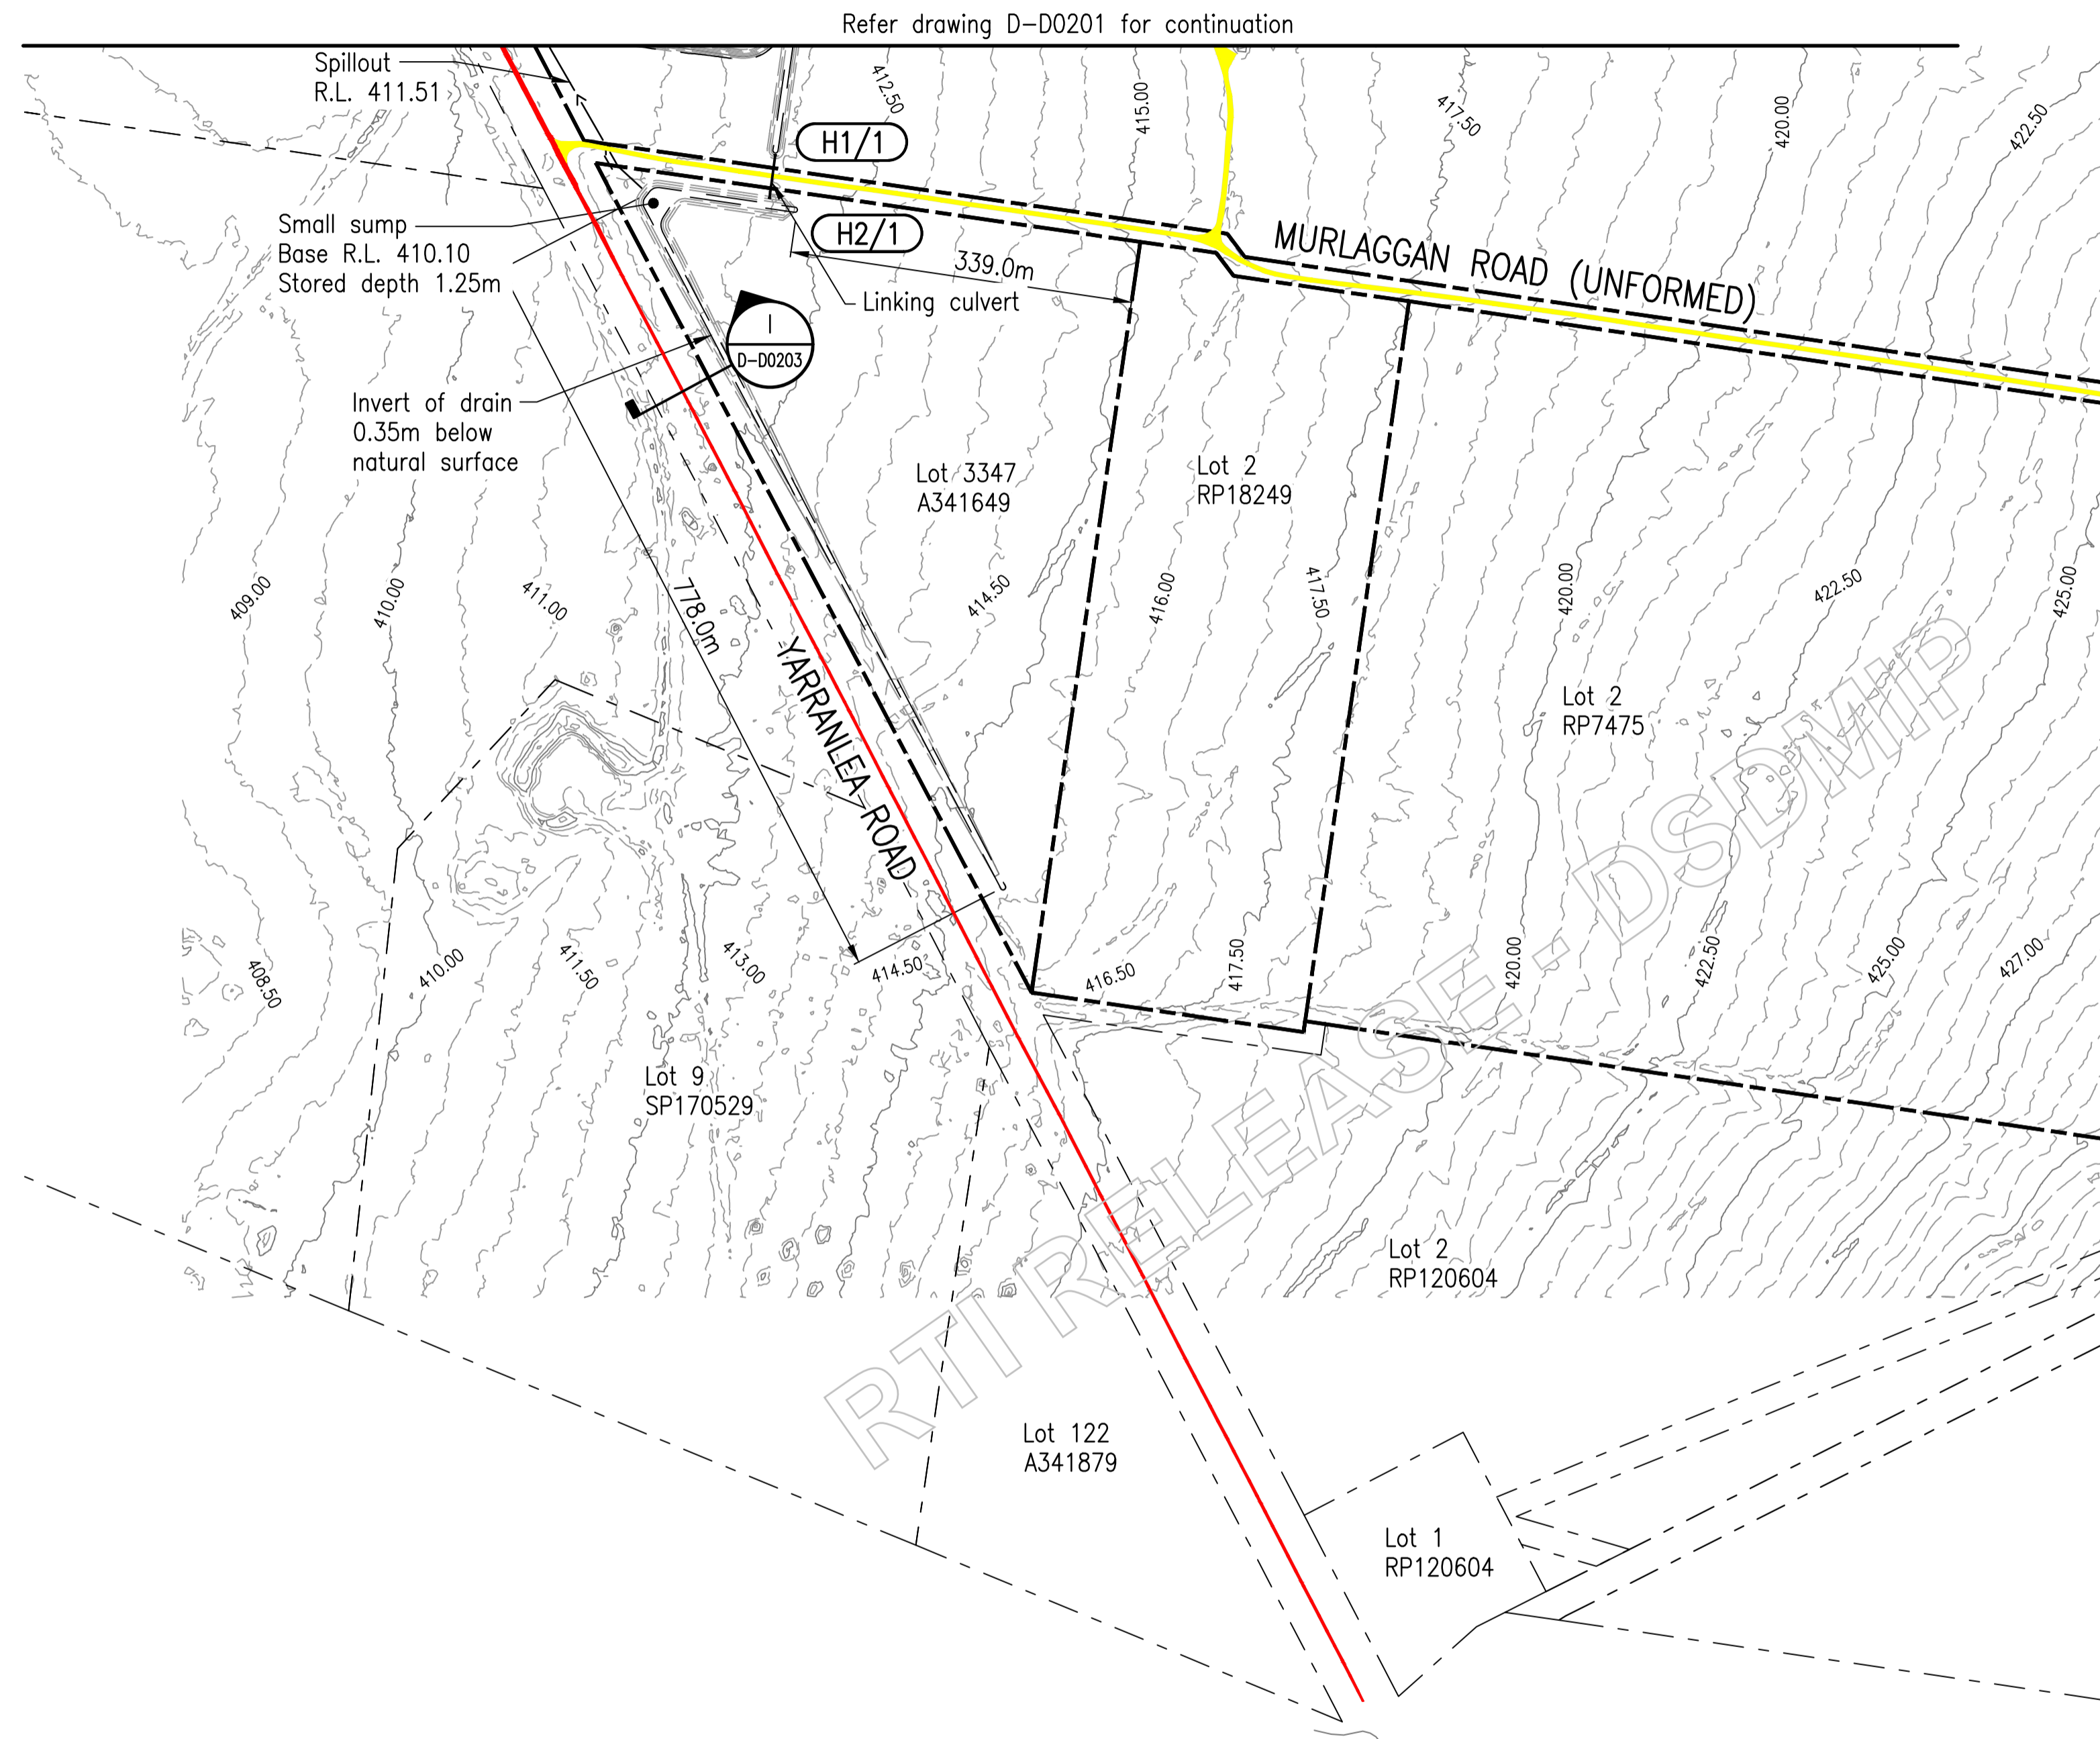 Refer drawing D-D0201 for continuation
Spillout
R.L. 411.51
412.50
415.00
417.50
420.00
422.50
H1/1
H2/1
Small sump
Base R.L. 410.10
Stored depth 1.25m
339.0m
Linking culvert
MURLAGGAN ROAD (UNFORMED)
I
D-D0203
Invert of drain
0.35m below
natural surface
Lot 3347
A341649
Lot 2
RP18249
409.00
410.00
411.00
778.0m
414.50
416.00
417.50
420.00
422.50
425.00
YARRANLEA ROAD
Lot 2
RP7475
408.50
410.00
411.50
413.00
414.50
416.50
417.50
420.00
422.50
425.00
427.00
Lot 9
SP170529
RTI RELEASE - DSDMIP
Lot 2
RP120604
Lot 122
A341879
Lot 1
RP120604